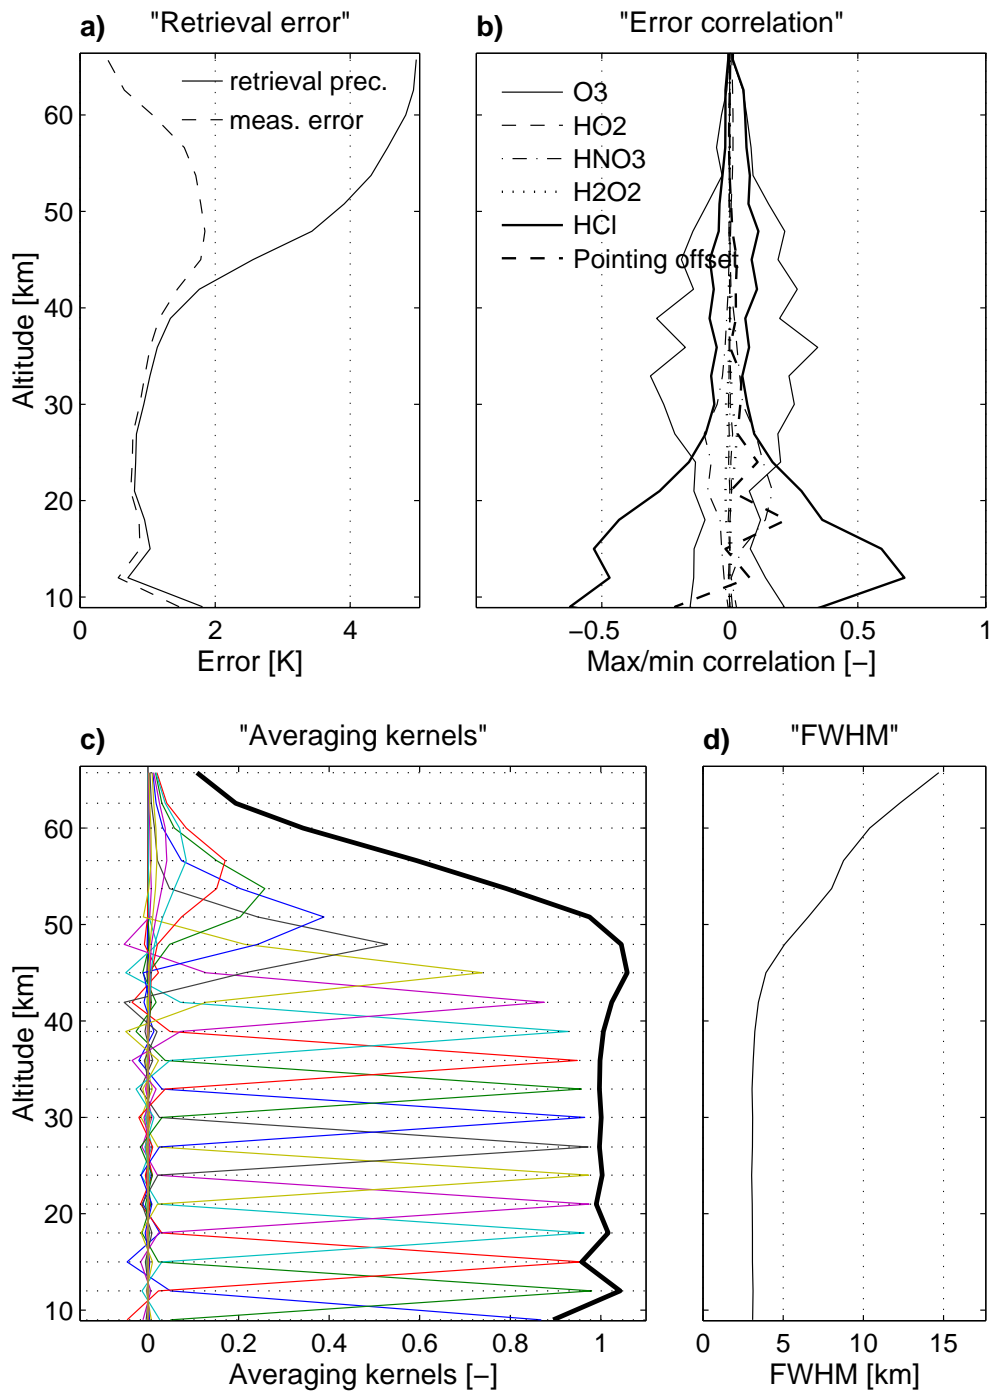 a) "Retrieval error"
retrieval prec.
meas. error
60
50
40
30
20
10
Altitude [km]
0 2 4
Error [K]
b) "Error correlation"
O3
HO2
HNO3
H2O2
HCl
Pointing offset
−0.5 0 0.5 1
Max/min correlation [−]
c) "Averaging kernels"
60
50
40
30
20
10
Altitude [km]
0 0.2 0.4 0.6 0.8 1
Averaging kernels [−]
d) "FWHM"
0 5 10 15
FWHM [km]